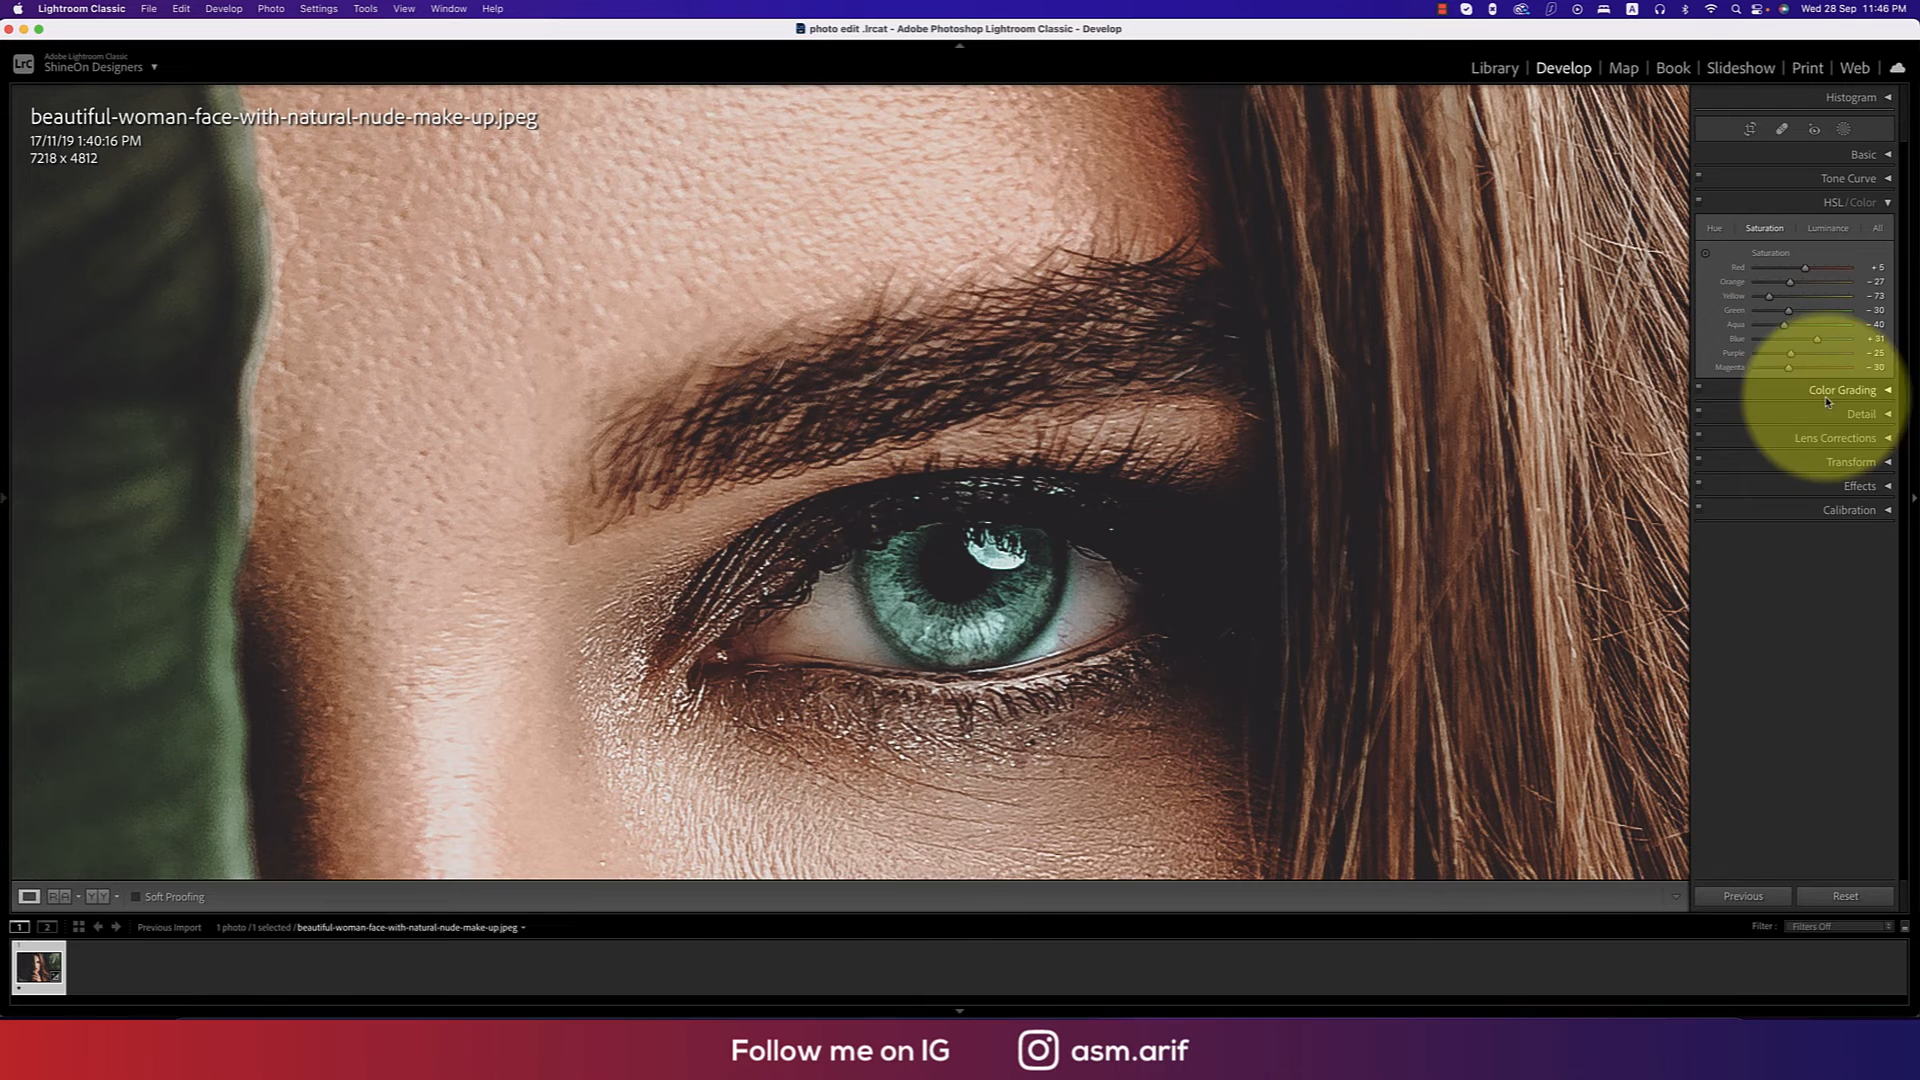 Lightroom Classic File Edit Develop Photo Settings Tools View Window Help
Wed 28 Sep 11:46 PM
photo edit .lrcat - Adobe Photoshop Lightroom Classic - Develop
LrC
Adobe Lightroom Classic
ShineOn Designers
Library | Develop | Map | Book | Slideshow | Print | Web
beautiful-woman-face-with-natural-nude-make-up.jpeg
17/11/19 1:40:16 PM
7218 x 4812
Histogram
Basic
Tone Curve
HSL / Color
Hue Saturation Luminance All
Saturation
Red + 5
Orange - 27
Yellow - 73
Green - 30
Aqua - 40
Blue + 31
Purple - 25
Magenta - 30
Color Grading
Detail
Lens Corrections
Transform
Effects
Calibration
Soft Proofing
Previous Reset
1 2 Previous Import 1 photo / 1 selected / beautiful-woman-face-with-natural-nude-make-up.jpeg
Filter : Filters Off
1
Follow me on IG asm.arif